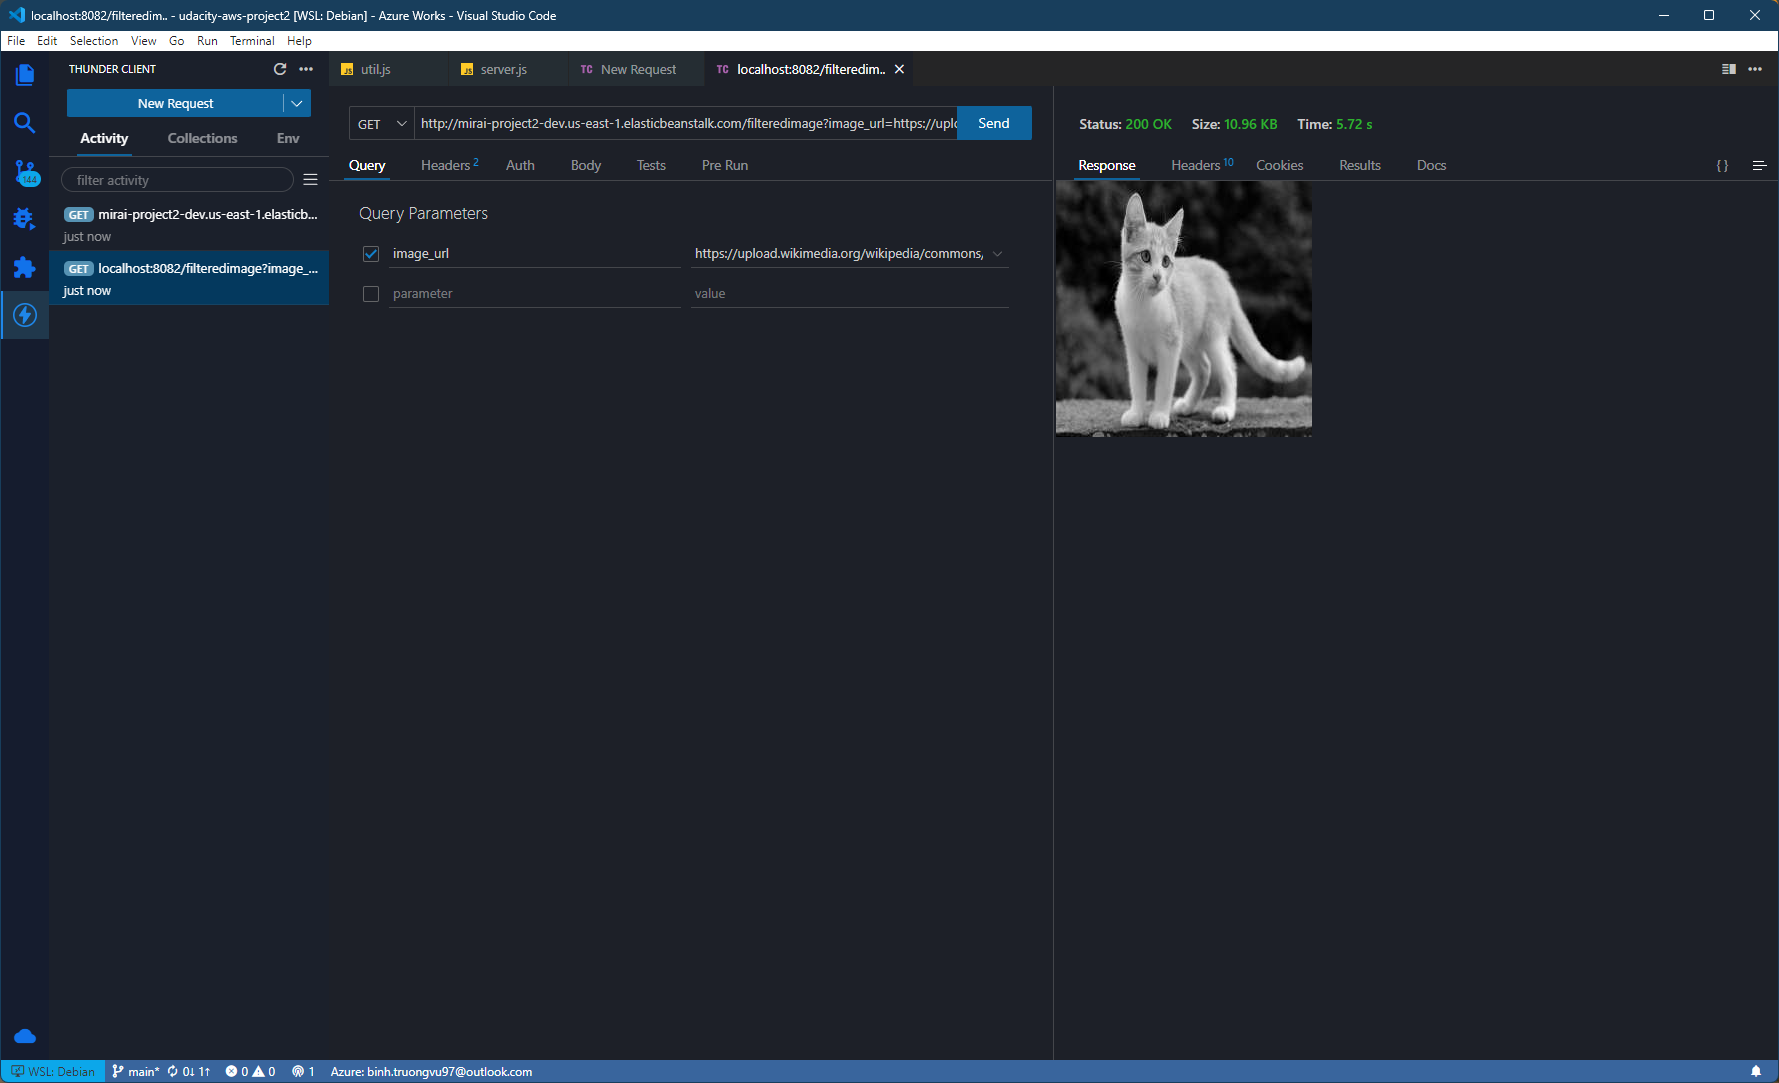 localhost:8082/filteredim.. - udacity-aws-project2 [WSL: Debian] - Azure Works - Visual Studio Code
File Edit Selection View Go Run Terminal Help
THUNDER CLIENT
New Request
Activity Collections Env
filter activity
GET mirai-project2-dev.us-east-1.elasticb...
just now
GET localhost:8082/filteredimage?image_...
just now
144
JS util.js JS server.js TC New Request TC localhost:8082/filteredim..
GET http://mirai-project2-dev.us-east-1.elasticbeanstalk.com/filteredimage?image_url=https://uplo Send
Query Headers 2 Auth Body Tests Pre Run
Query Parameters
image_url https://upload.wikimedia.org/wikipedia/commons,
parameter value
Status: 200 OK Size: 10.96 KB Time: 5.72 s
Response Headers 10 Cookies Results Docs { }
WSL: Debian main* 0↓ 1↑ 0 0 1 Azure: binh.truongvu97@outlook.com